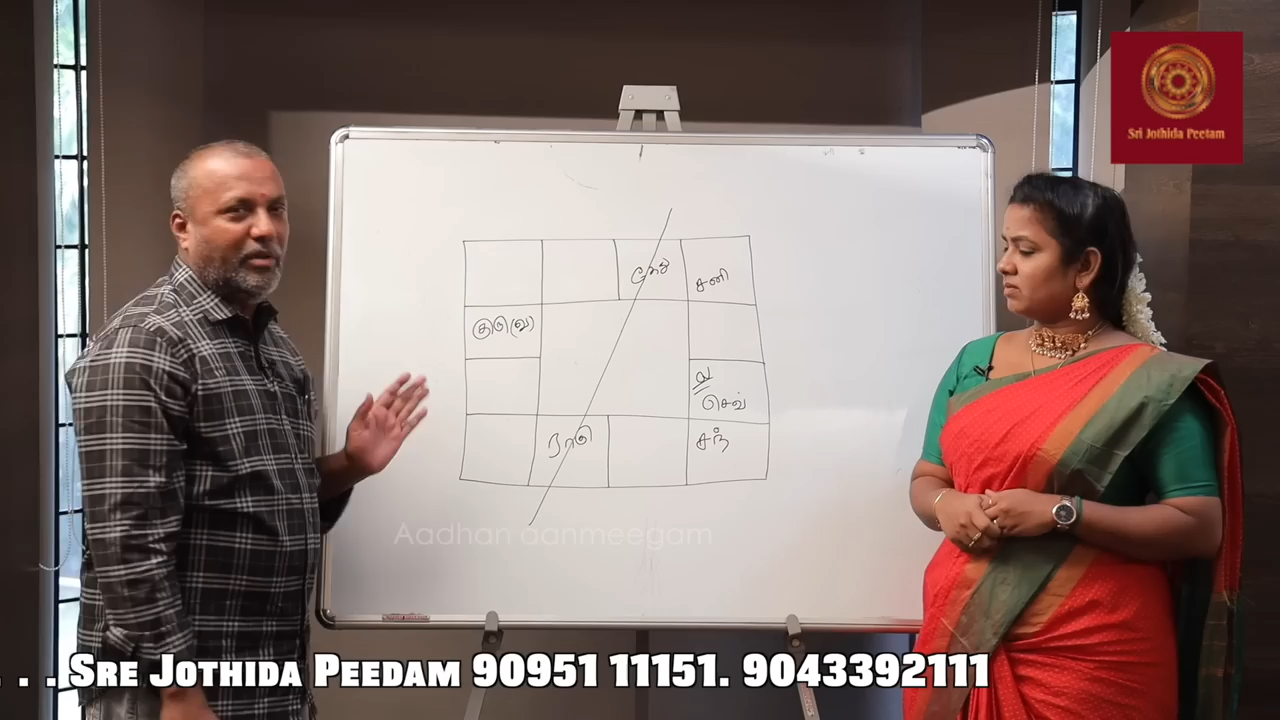 Sri Jothida Peetam
கேது
சனி
குரு(வ)
ல
செவ்
ராகு
சந்
Aadhan aanmeegam
. . . Sre Jothida Peedam 90951 11151. 9043392111